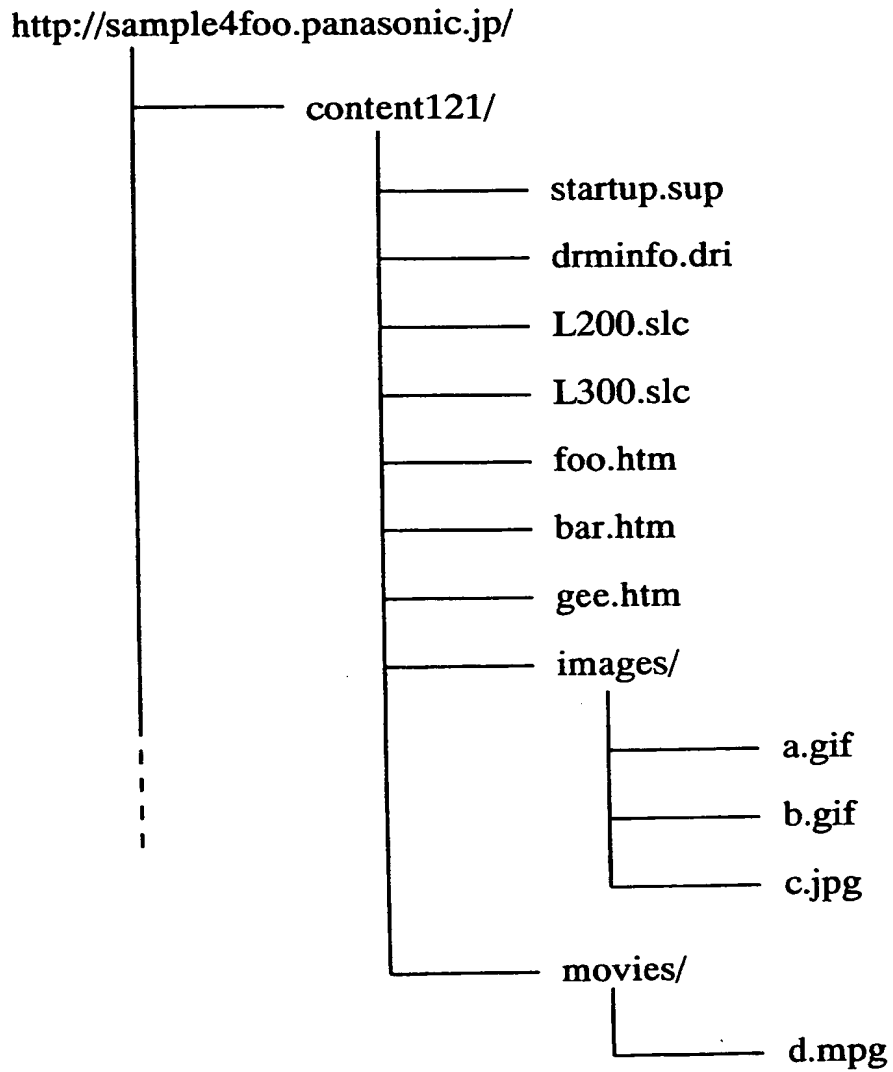 http://sample4foo.panasonic.jp/
content121/
startup.sup
drminfo.dri
L200.slc
L300.slc
foo.htm
bar.htm
gee.htm
images/
a.gif
b.gif
c.jpg
movies/
d.mpg